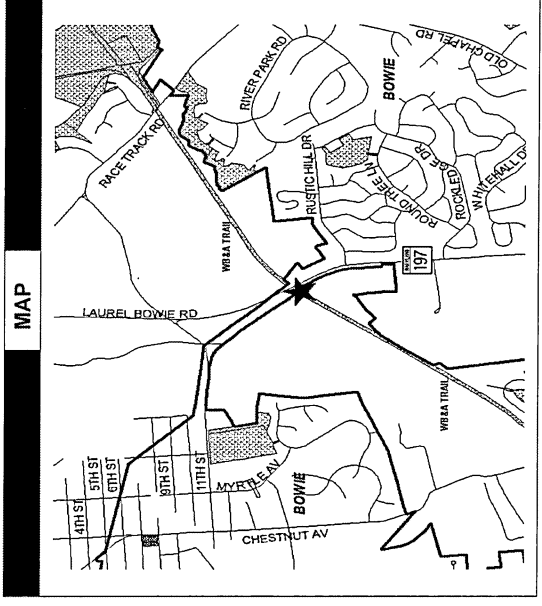 MAP
OLD CHAPEL RD
RIVER PARK RD
BOWIE
RACE TRACK RD
RUSTIC HILL DR
ROUND TREE LN
ROCKLEDGE DR
WHITEHALL D
WB&A TRAIL
MARYLAND
197
LAUREL BOWIE RD
4TH ST
5TH ST
6TH ST
9TH ST
11TH ST
MYRTLE AV
BOWIE
CHESTNUT AV
WB&A TRAIL